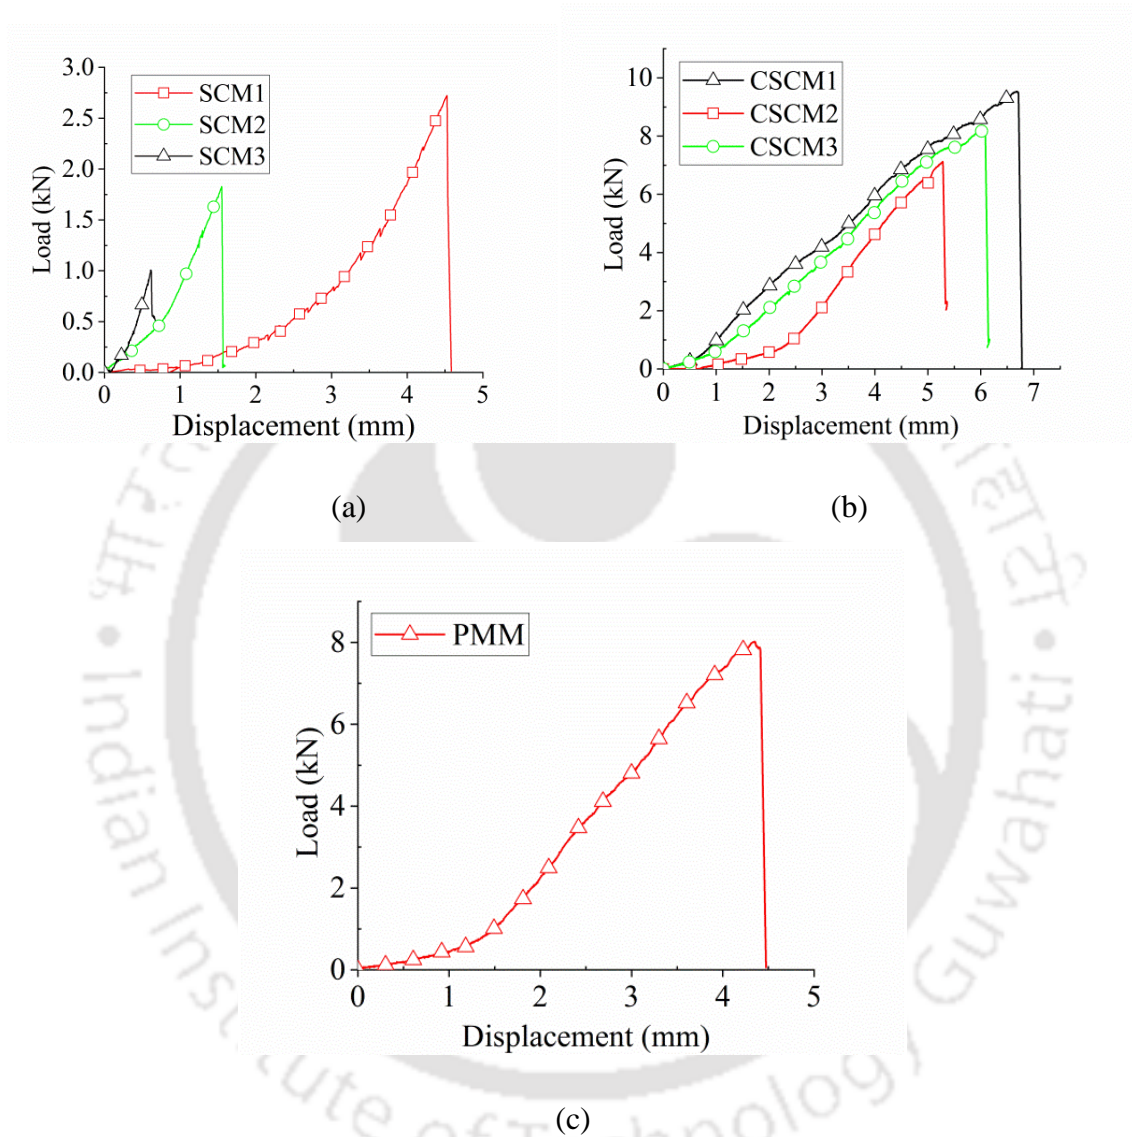 3.0
2.5
2.0
1.5
1.0
0.5
0.0
Load (kN)
SCM1
SCM2
SCM3
0 1 2 3 4 5
Displacement (mm)
10
8
6
4
2
0
Load (kN)
CSCM1
CSCM2
CSCM3
0 1 2 3 4 5 6 7
Displacement (mm)
(a)
(b)
8
6
4
2
0
Load (kN)
PMM
0 1 2 3 4 5
Displacement (mm)
(c)
Indian Institute of Technology Guwahati